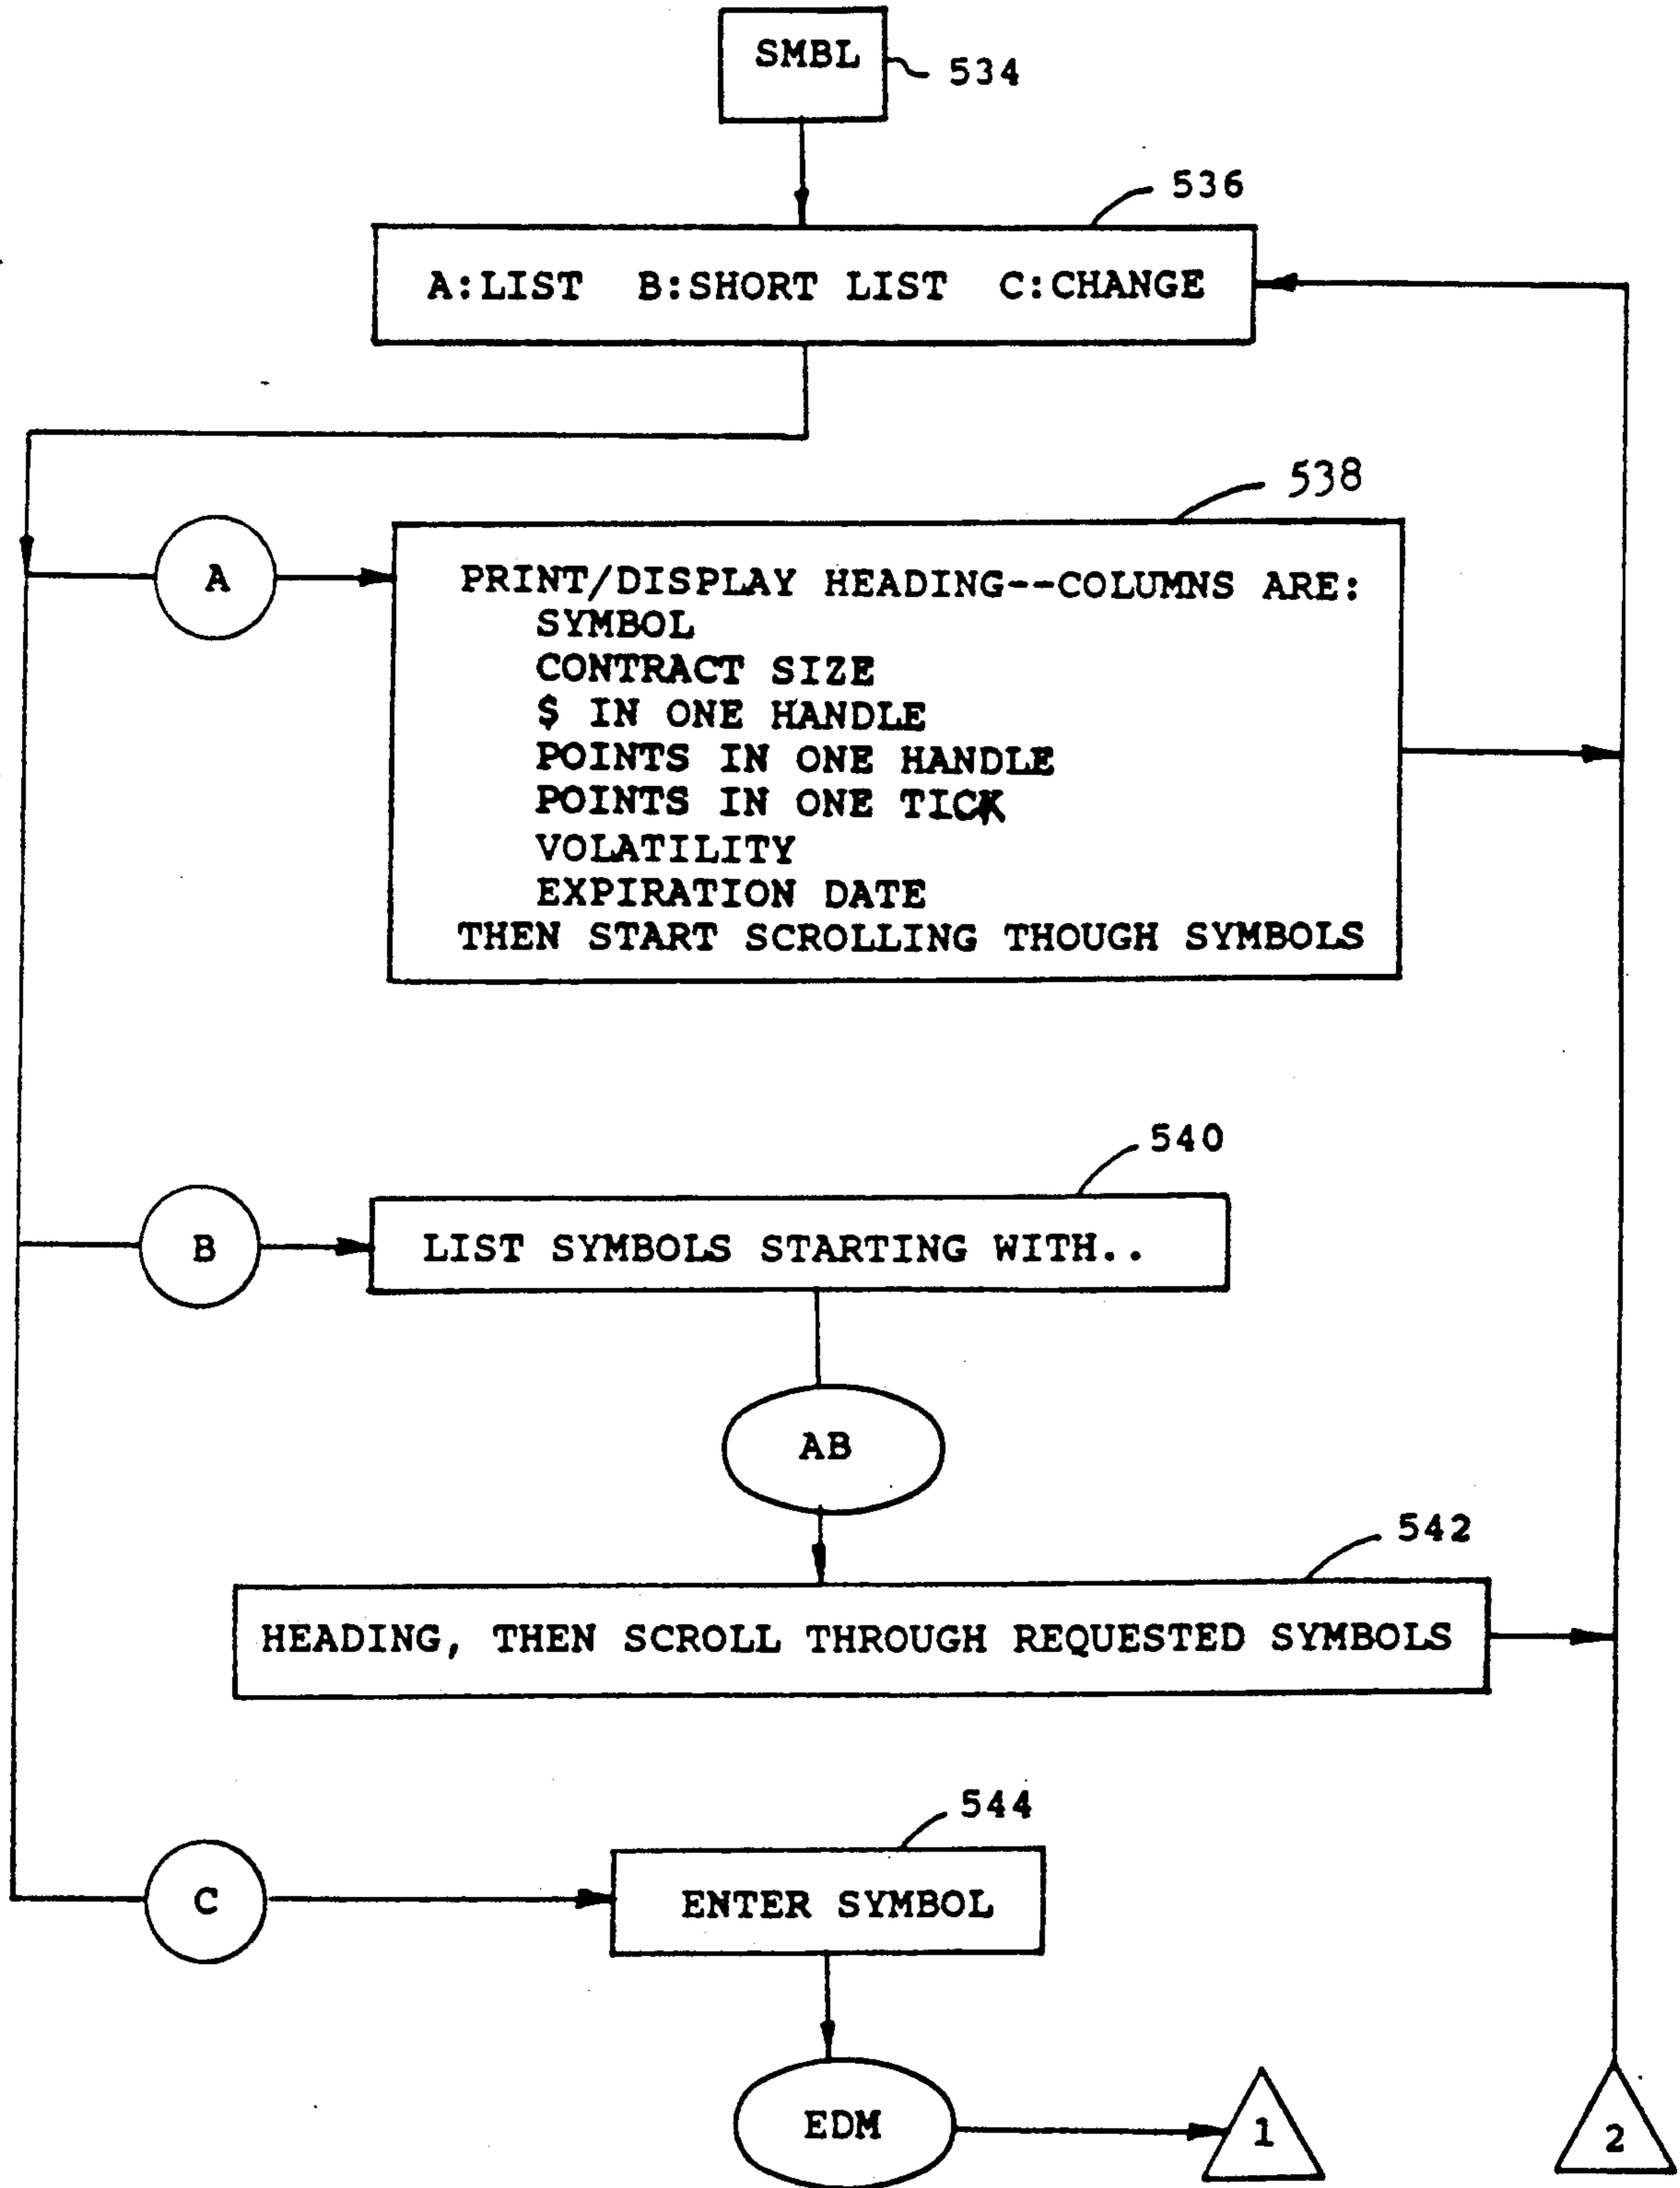 SMBL
534
536
A:LIST B:SHORT LIST C:CHANGE
538
A
PRINT/DISPLAY HEADING--COLUMNS ARE:
SYMBOL
CONTRACT SIZE
$ IN ONE HANDLE
POINTS IN ONE HANDLE
POINTS IN ONE TICK
VOLATILITY
EXPIRATION DATE
THEN START SCROLLING THOUGH SYMBOLS
540
B
LIST SYMBOLS STARTING WITH..
AB
542
HEADING, THEN SCROLL THROUGH REQUESTED SYMBOLS
544
C
ENTER SYMBOL
EDM
1
2